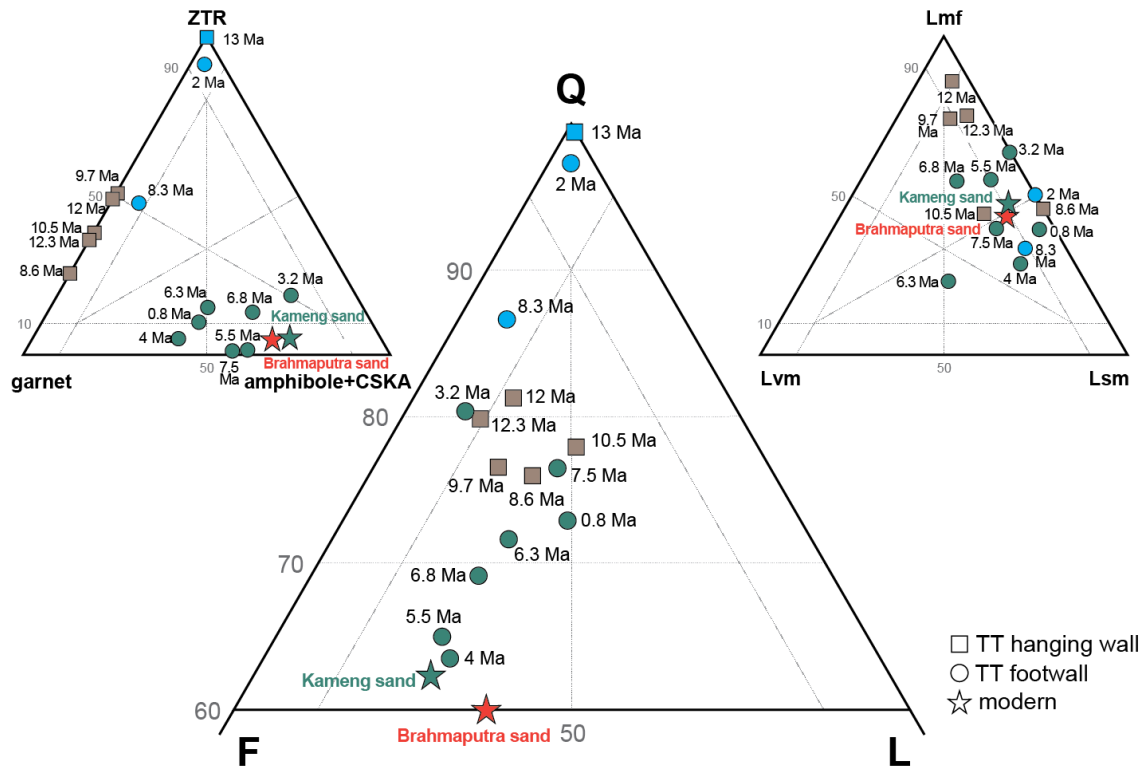 ZTR
13 Ma
90
2 Ma
9.7 Ma
8.3 Ma
50
12 Ma
10.5 Ma
12.3 Ma
8.6 Ma
3.2 Ma
6.3 Ma
6.8 Ma
Kameng sand
0.8 Ma
10
4 Ma
5.5 Ma
Brahmaputra sand
7.5
Ma
50
garnet
amphibole+CSKA
Q
13 Ma
2 Ma
90
8.3 Ma
3.2 Ma
12 Ma
80
12.3 Ma
10.5 Ma
9.7 Ma
7.5 Ma
8.6 Ma
0.8 Ma
6.3 Ma
70
6.8 Ma
5.5 Ma
4 Ma
Kameng sand
60
Brahmaputra sand
50
F
L
Lmf
90
12 Ma
9.7
Ma
12.3 Ma
3.2 Ma
6.8 Ma
5.5 Ma
50
Kameng sand
2 Ma
10.5 Ma
8.6 Ma
Brahmaputra sand
0.8 Ma
7.5 Ma
8.3
Ma
4 Ma
6.3 Ma
10
50
Lvm
Lsm
TT hanging wall
TT footwall
modern